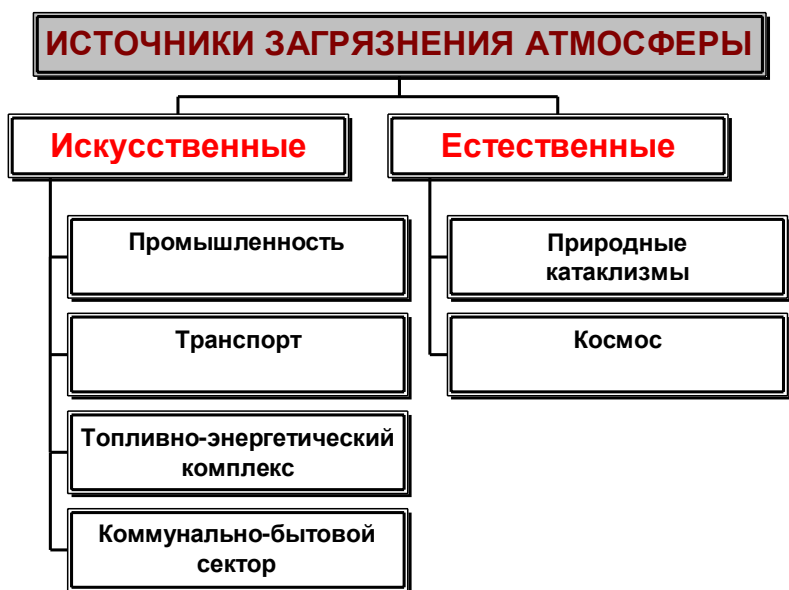 ИСТОЧНИКИ ЗАГРЯЗНЕНИЯ АТМОСФЕРЫ
Искусственные
Естественные
Промышленность
Транспорт
Топливно-энергетический
комплекс
Коммунально-бытовой
сектор
Природные
катаклизмы
Космос